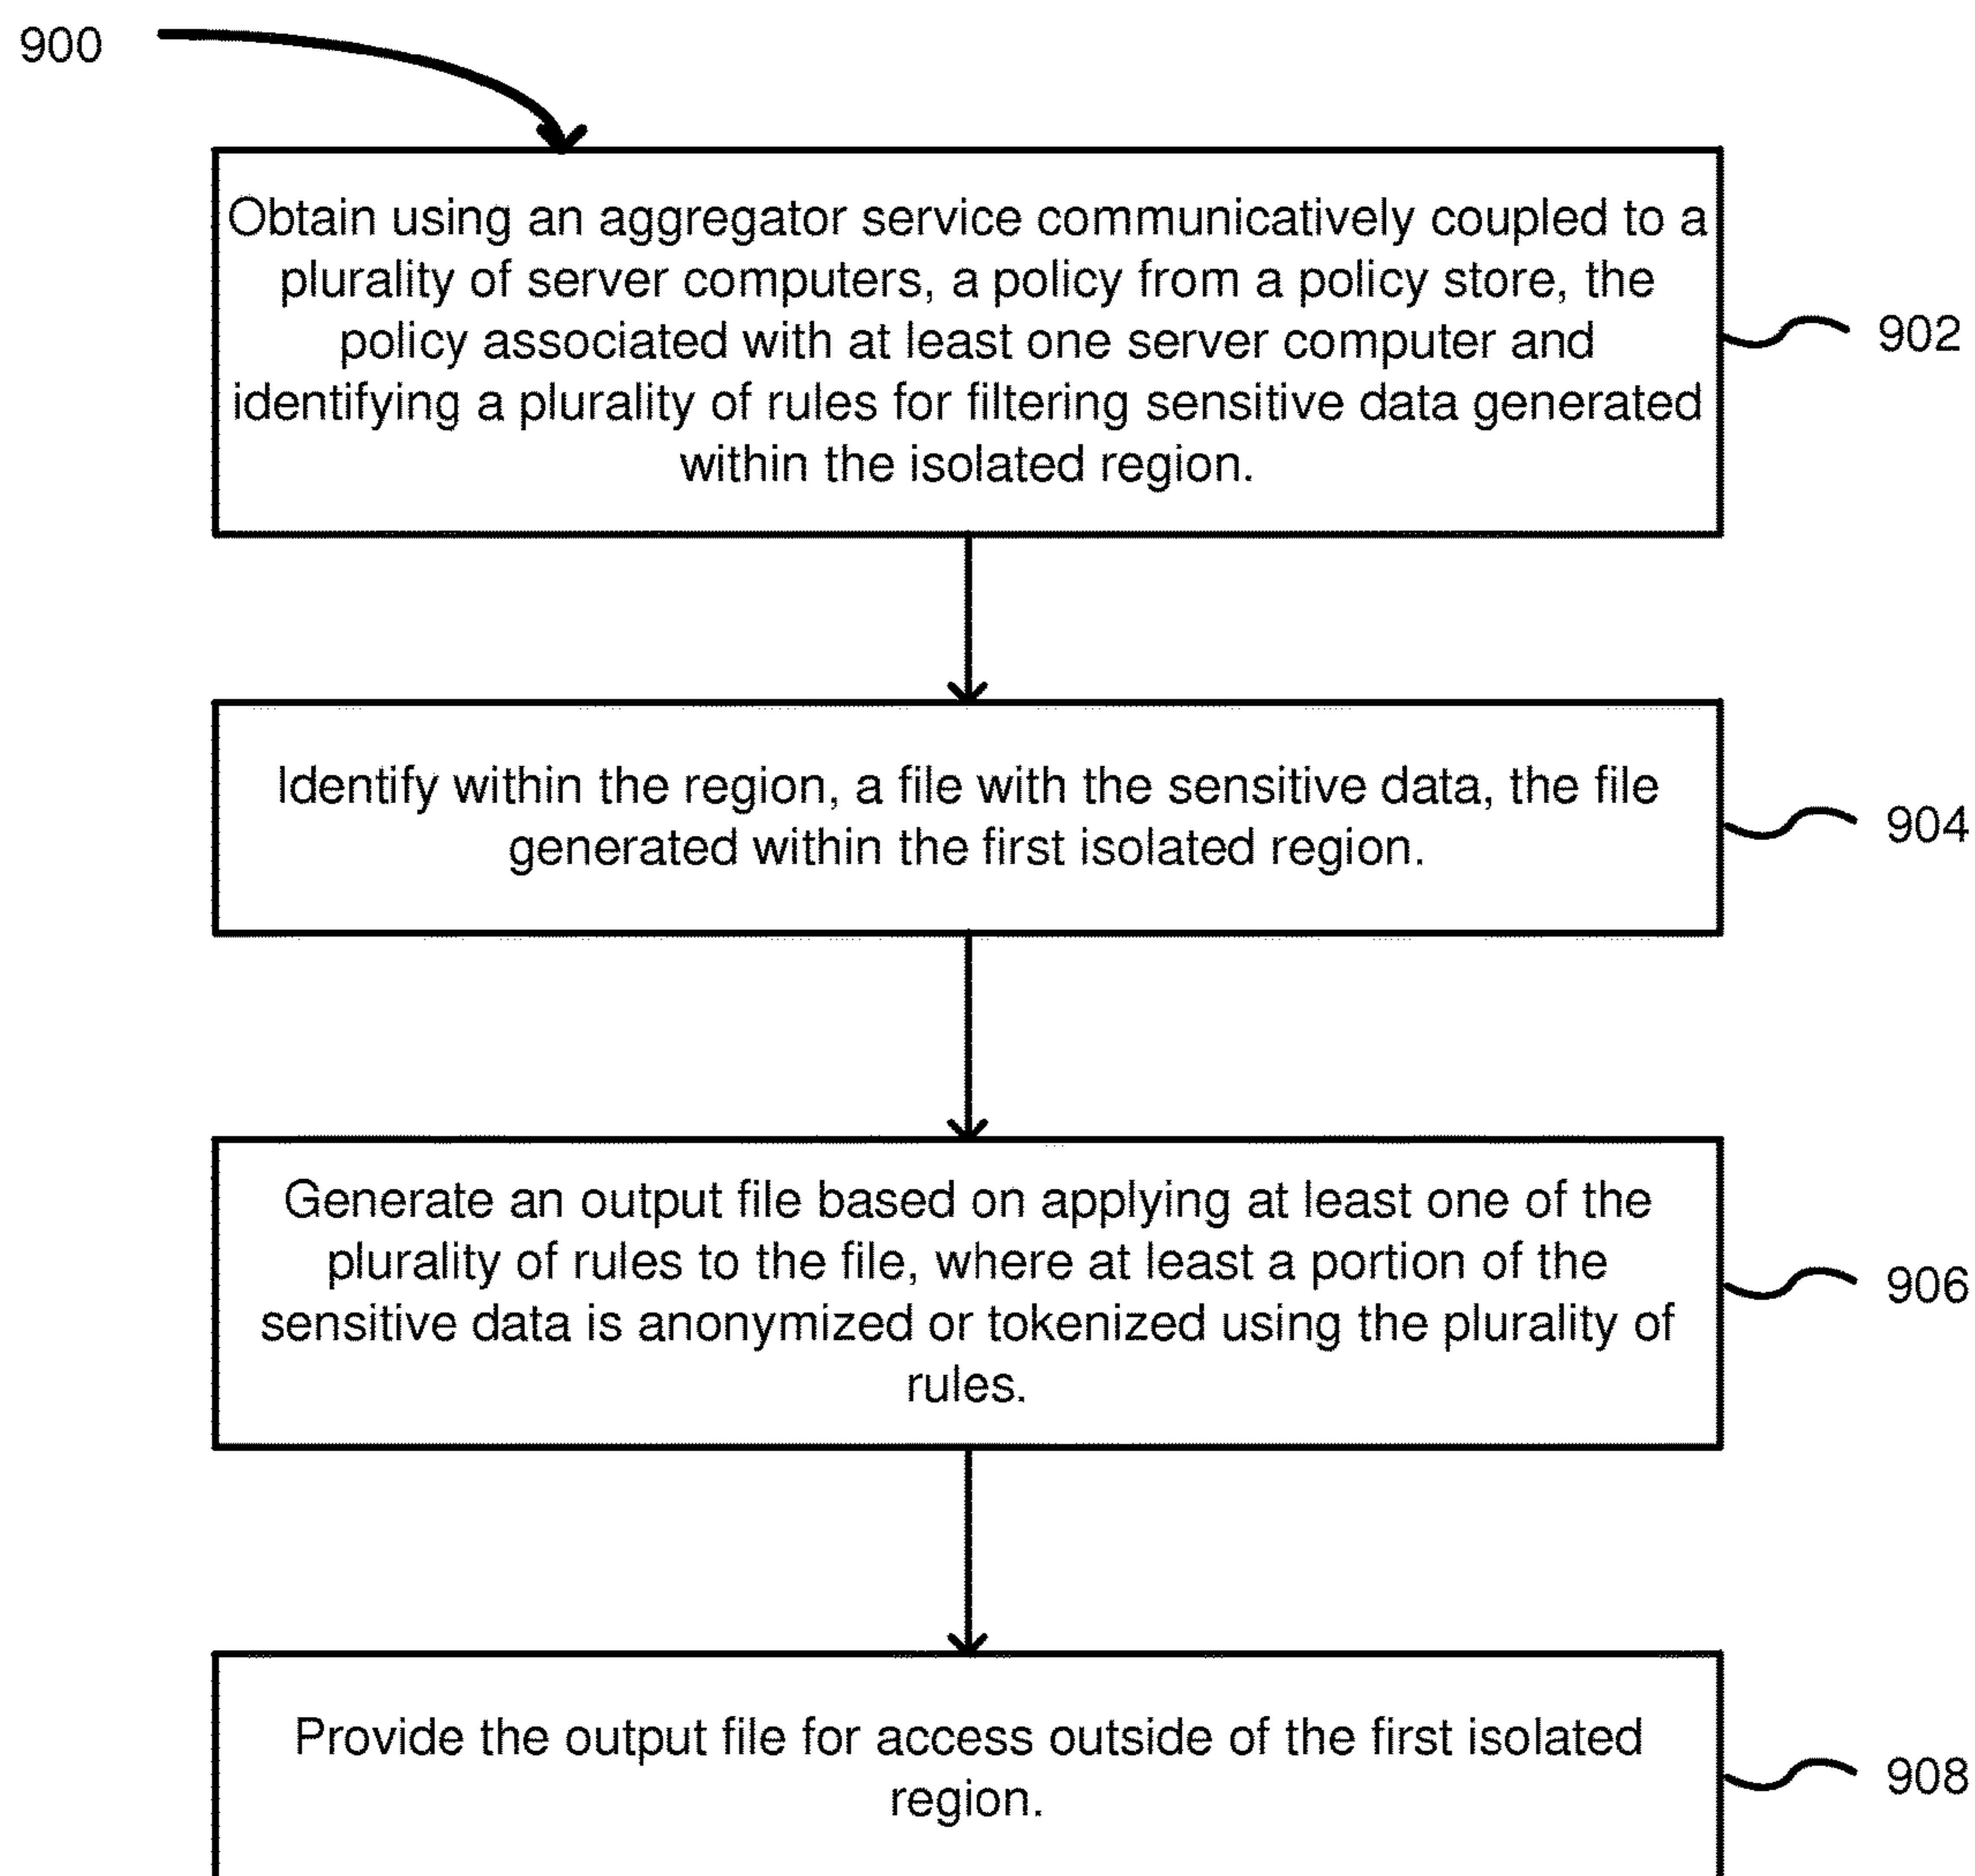 900
Obtain using an aggregator service communicatively coupled to a
plurality of server computers, a policy from a policy store, the
policy associated with at least one server computer and
identifying a plurality of rules for filtering sensitive data generated
within the isolated region.
902
Identify within the region, a file with the sensitive data, the file
generated within the first isolated region.
904
Generate an output file based on applying at least one of the
plurality of rules to the file, where at least a portion of the
sensitive data is anonymized or tokenized using the plurality of
rules.
906
Provide the output file for access outside of the first isolated
region.
908